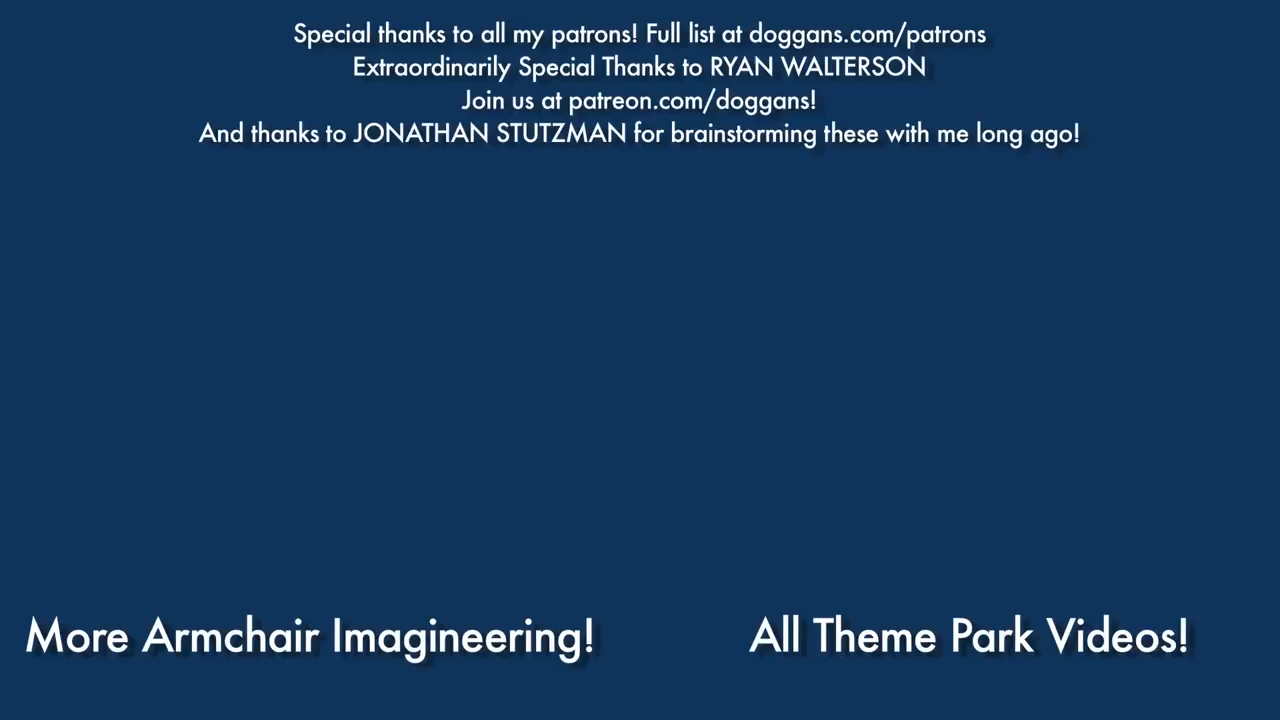 Special thanks to all my patrons! Full list at doggans.com/patrons
Extraordinarily Special Thanks to RYAN WALTERSON
Join us at patreon.com/doggans!
And thanks to JONATHAN STUTZMAN for brainstorming these with me long ago!
More Armchair Imagineering!
All Theme Park Videos!